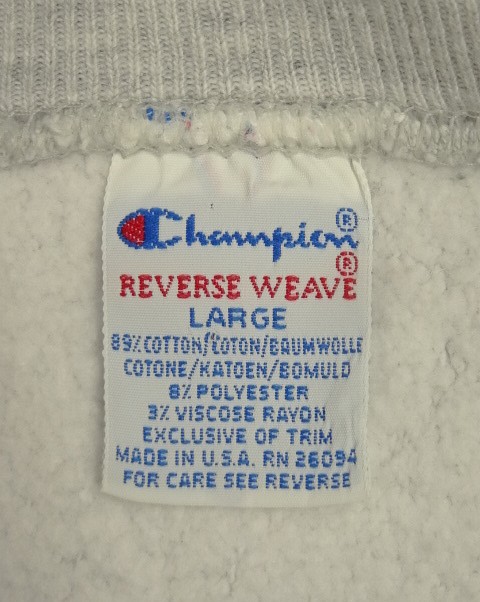 Champion®
REVERSE WEAVE®
LARGE
89% COTTON/COTON/BAUMWOLLE
COTONE/KATOEN/BOMULD
8% POLYESTER
3% VISCOSE RAYON
EXCLUSIVE OF TRIM
MADE IN U.S.A. RN 26094
FOR CARE SEE REVERSE